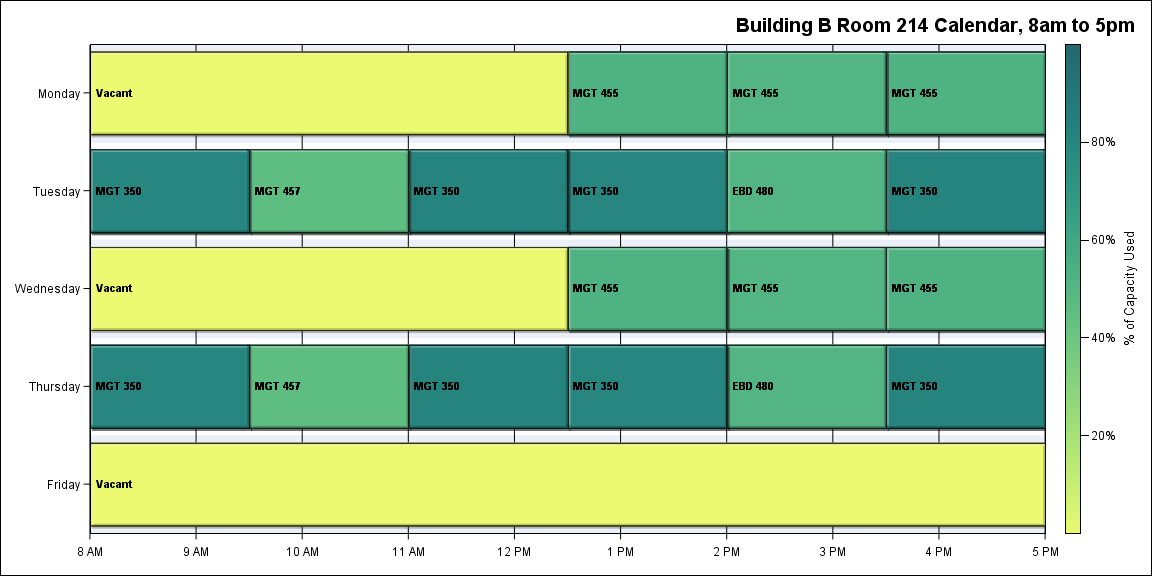 Building B Room 214 Calendar, 8am to 5pm
Monday
Vacant
MGT 455
MGT 455
MGT 455
Tuesday
MGT 350
MGT 457
MGT 350
MGT 350
EBD 480
MGT 350
Wednesday
Vacant
MGT 455
MGT 455
MGT 455
Thursday
MGT 350
MGT 457
MGT 350
MGT 350
EBD 480
MGT 350
Friday
Vacant
8 AM
9 AM
10 AM
11 AM
12 PM
1 PM
2 PM
3 PM
4 PM
5 PM
80%
60%
40%
20%
% of Capacity Used